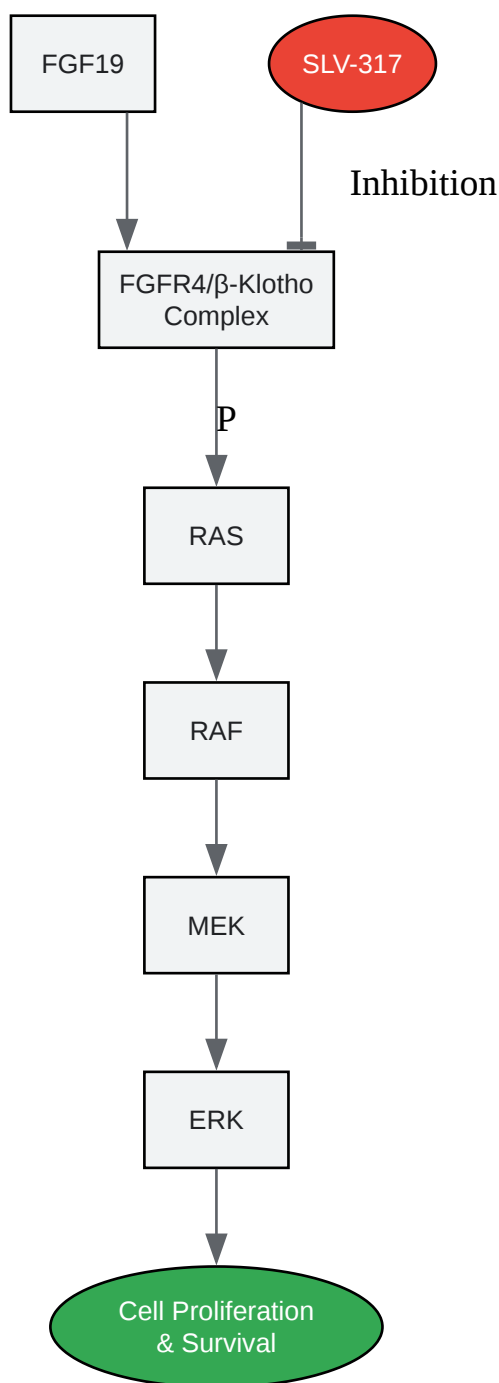 FGF19
SLV-317
Inhibition
FGFR4/β-Klotho
Complex
P
RAS
RAF
MEK
ERK
Cell Proliferation
& Survival